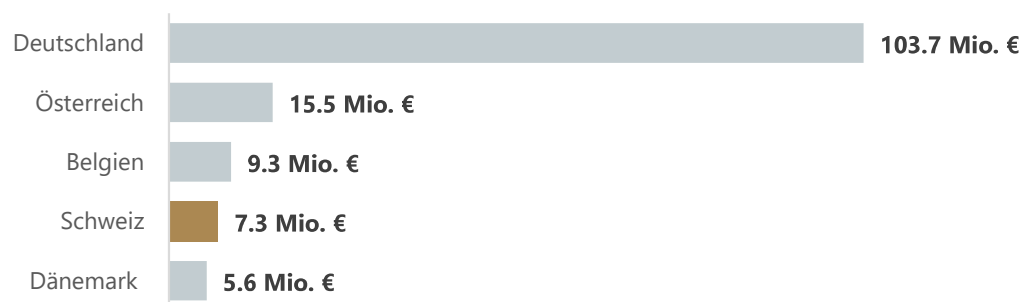 Deutschland 103.7 Mio. €
Österreich 15.5 Mio. €
Belgien 9.3 Mio. €
Schweiz 7.3 Mio. €
Dänemark 5.6 Mio. €